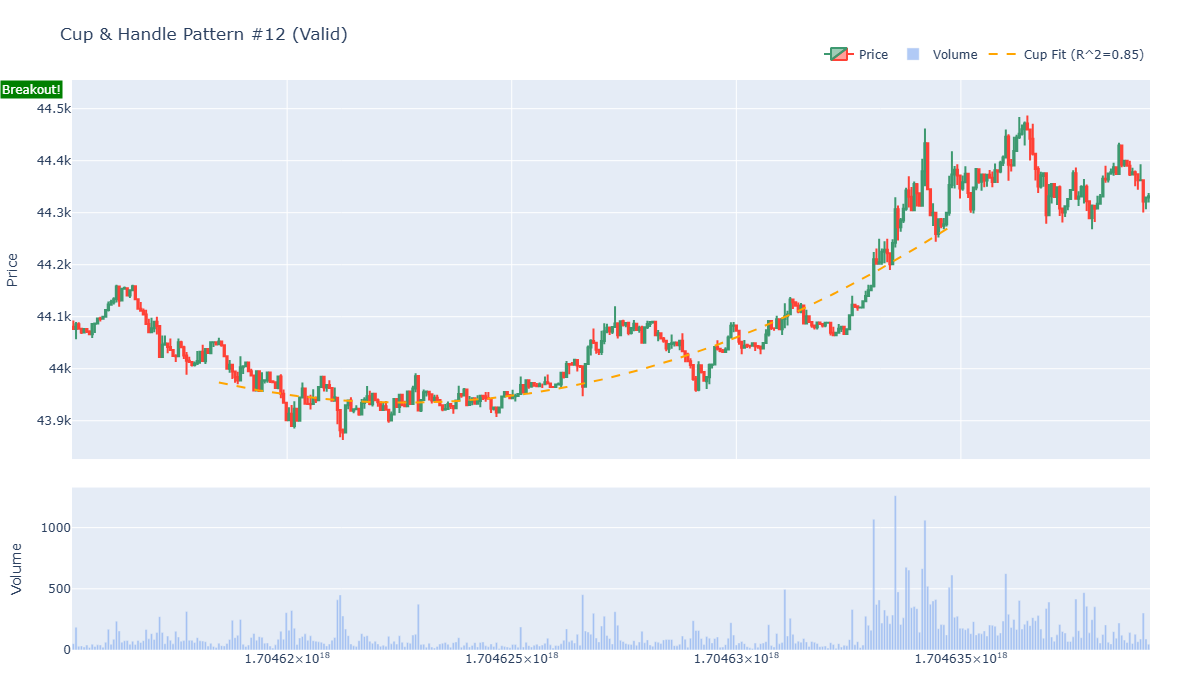 Cup & Handle Pattern #12 (Valid)
Price
Volume
Cup Fit (R^2=0.85)
Breakout!
44.5k
44.4k
44.3k
44.2k
44.1k
44k
43.9k
Price
1000
500
0
Volume
1.70462×10¹⁸
1.704625×10¹⁸
1.70463×10¹⁸
1.704635×10¹⁸